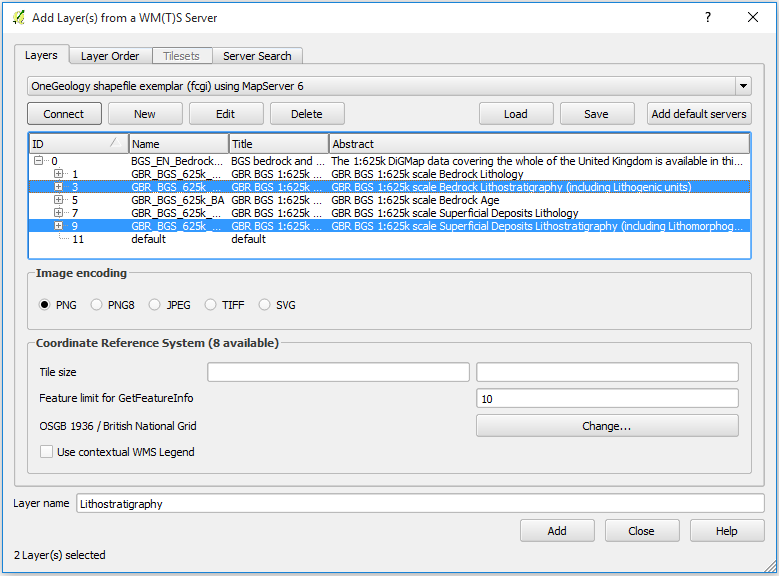 Add Layer(s) from a WM(T)S Server
Layers Layer Order Tilesets Server Search
OneGeology shapefile exemplar (fcgi) using MapServer 6
Connect New Edit Delete Load Save Add default servers
ID Name Title Abstract
0 BGS_EN_Bedrock... BGS bedrock and ... The 1:625k DiGMap data covering the whole of the United Kingdom is available in thi...
1 GBR_BGS_625k_... GBR BGS 1:625k ... GBR BGS 1:625k scale Bedrock Lithology
3 GBR_BGS_625k_... GBR BGS 1:625k ... GBR BGS 1:625k scale Bedrock Lithostratigraphy (including Lithogenic units)
5 GBR_BGS_625k_BA GBR BGS 1:625k ... GBR BGS 1:625k scale Bedrock Age
7 GBR_BGS_625k_... GBR BGS 1:625k ... GBR BGS 1:625k scale Superficial Deposits Lithology
9 GBR_BGS_625k_... GBR BGS 1:625k ... GBR BGS 1:625k scale Superficial Deposits Lithostratigraphy (including Lithomorphog...
11 default default
Image encoding
PNG PNG8 JPEG TIFF SVG
Coordinate Reference System (8 available)
Tile size
Feature limit for GetFeatureInfo 10
OSGB 1936 / British National Grid Change...
Use contextual WMS Legend
Layer name Lithostratigraphy
Add Close Help
2 Layer(s) selected